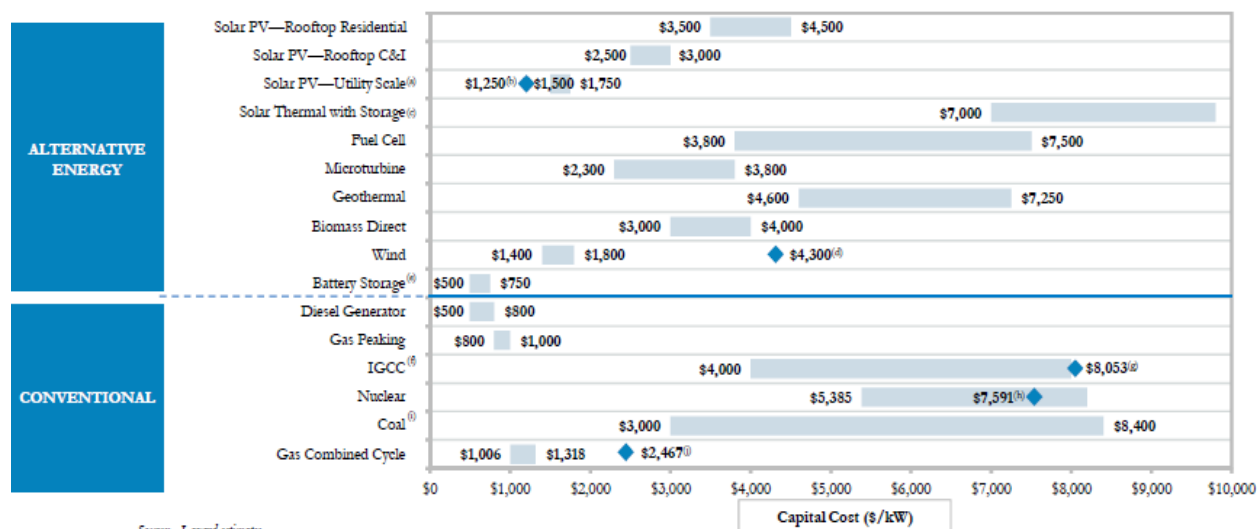 Solar PV—Rooftop Residential $3,500 $4,500
Solar PV—Rooftop C&I $2,500 $3,000
Solar PV—Utility Scale(a) $1,250(b) $1,500 $1,750
Solar Thermal with Storage(c) $7,000
ALTERNATIVE ENERGY
Fuel Cell $3,800 $7,500
Microturbine $2,300 $3,800
Geothermal $4,600 $7,250
Biomass Direct $3,000 $4,000
Wind $1,400 $1,800 $4,300(d)
Battery Storage(e) $500 $750
Diesel Generator $500 $800
Gas Peaking $800 $1,000
IGCC(f) $4,000 $8,053(g)
CONVENTIONAL
Nuclear $5,385 $7,591(h)
Coal(i) $3,000 $8,400
Gas Combined Cycle $1,006 $1,318 $2,467(j)
$0 $1,000 $2,000 $3,000 $4,000 $5,000 $6,000 $7,000 $8,000 $9,000 $10,000
Capital Cost ($/kW)